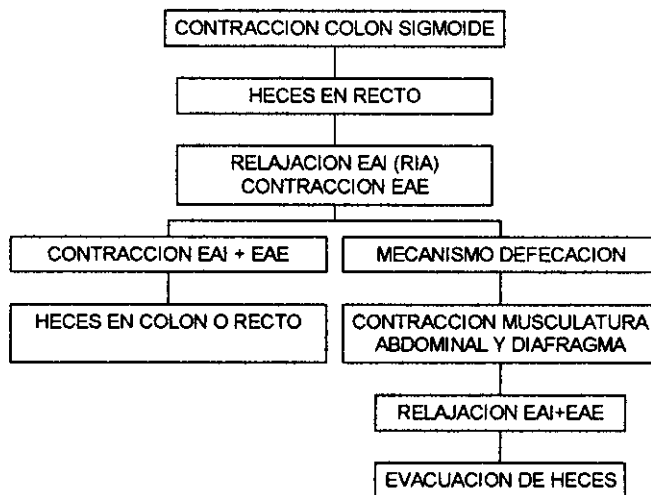 CONTRACCION COLON SIGMOIDE
HECES EN RECTO
RELAJACION EAI (RIA)
CONTRACCION EAE
CONTRACCION EAI + EAE
MECANISMO DEFECACION
HECES EN COLON O RECTO
CONTRACCION MUSCULATURA
ABDOMINAL Y DIAFRAGMA
RELAJACION EAI+EAE
EVACUACION DE HECES